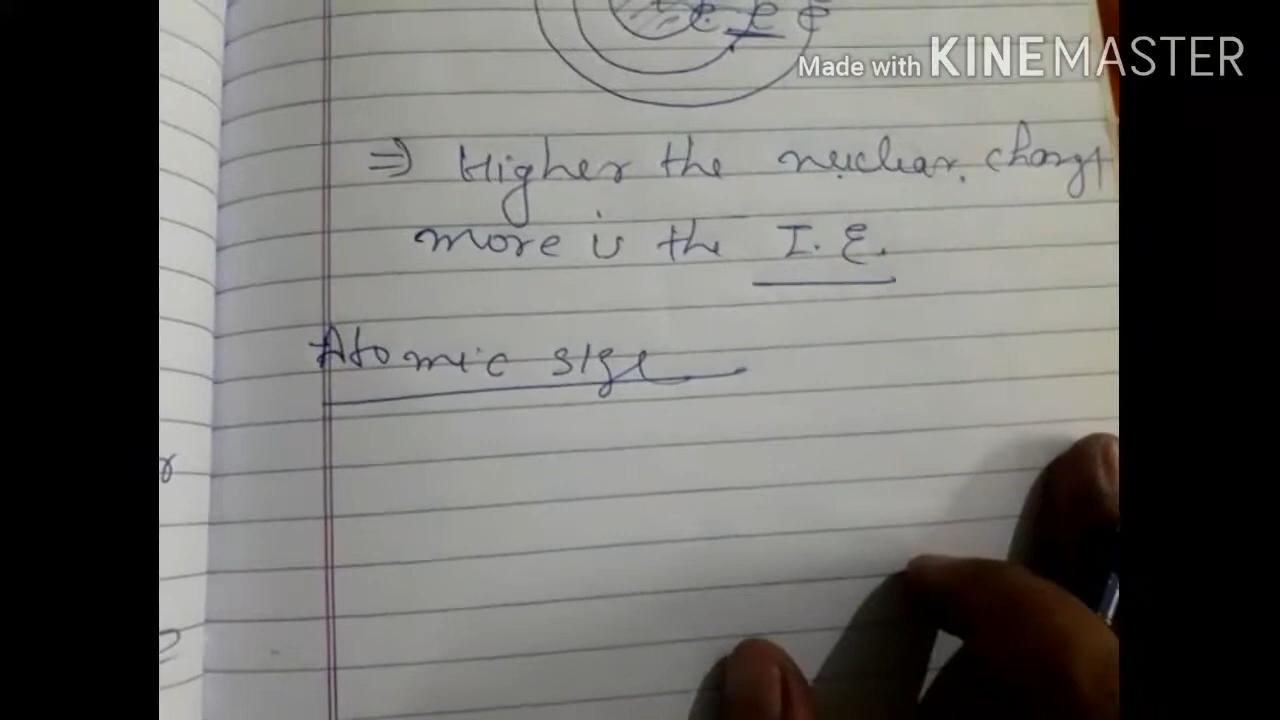 e e e
Made with KINEMASTER
⇒ Higher the nuclear charge
more is the I.E.
Atomic size